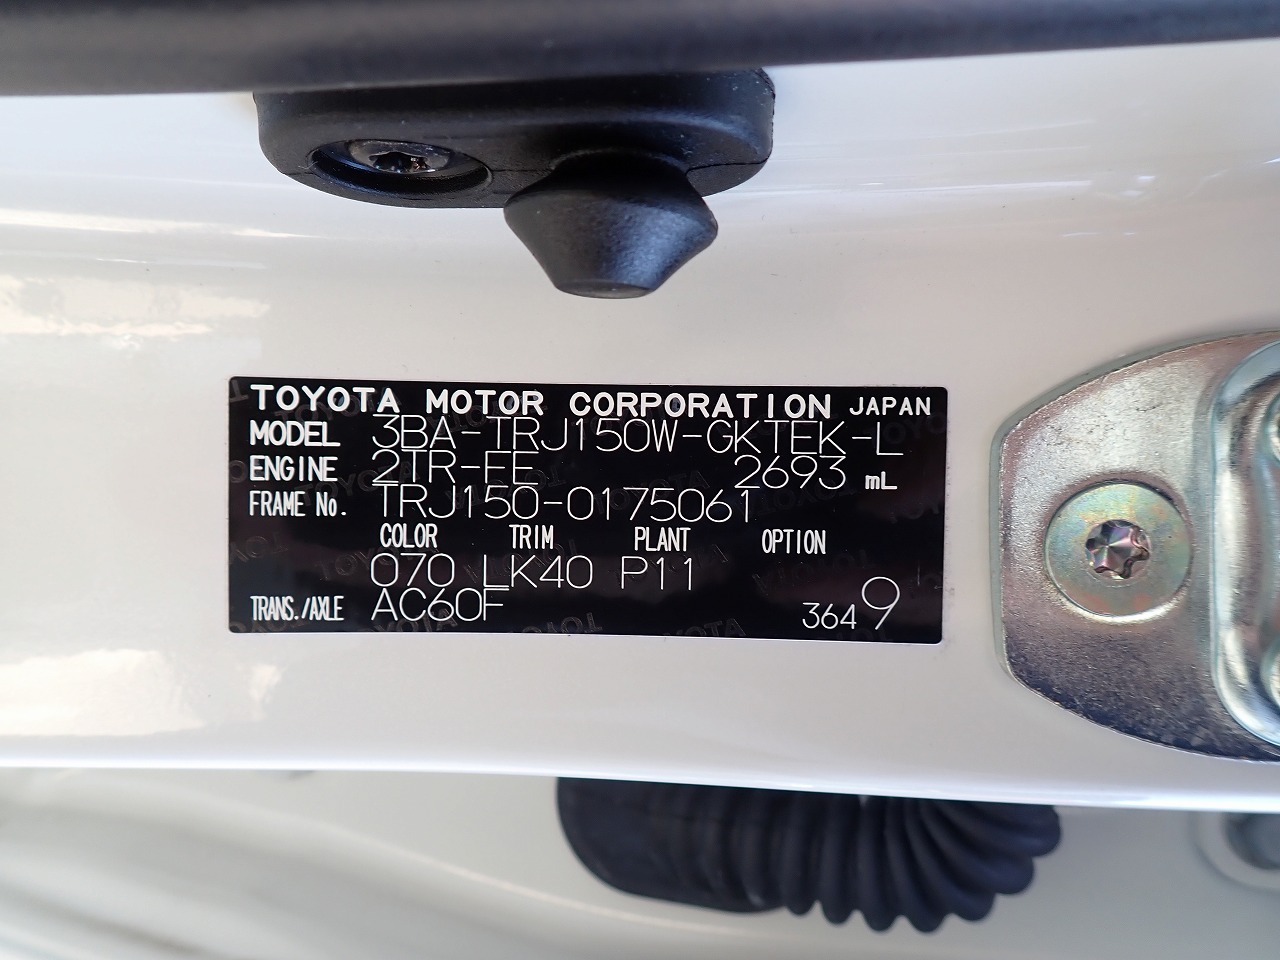 TOYOTA MOTOR CORPORATION JAPAN
MODEL 3BA-TRJ150W-GKTEK-L
ENGINE 2TR-FE 2693 mL
FRAME No. TRJ150-0175061
COLOR TRIM PLANT OPTION
070 LK40 P11
TRANS./AXLE AC60F 3649